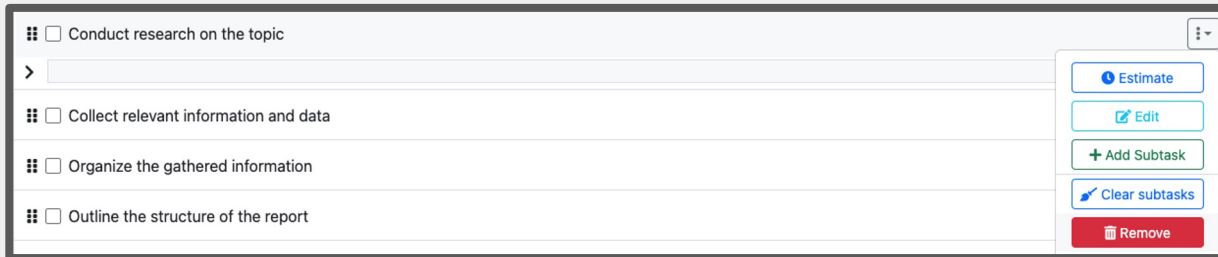 Conduct research on the topic
Estimate
Edit
Collect relevant information and data
Add Subtask
Organize the gathered information
Clear subtasks
Outline the structure of the report
Remove